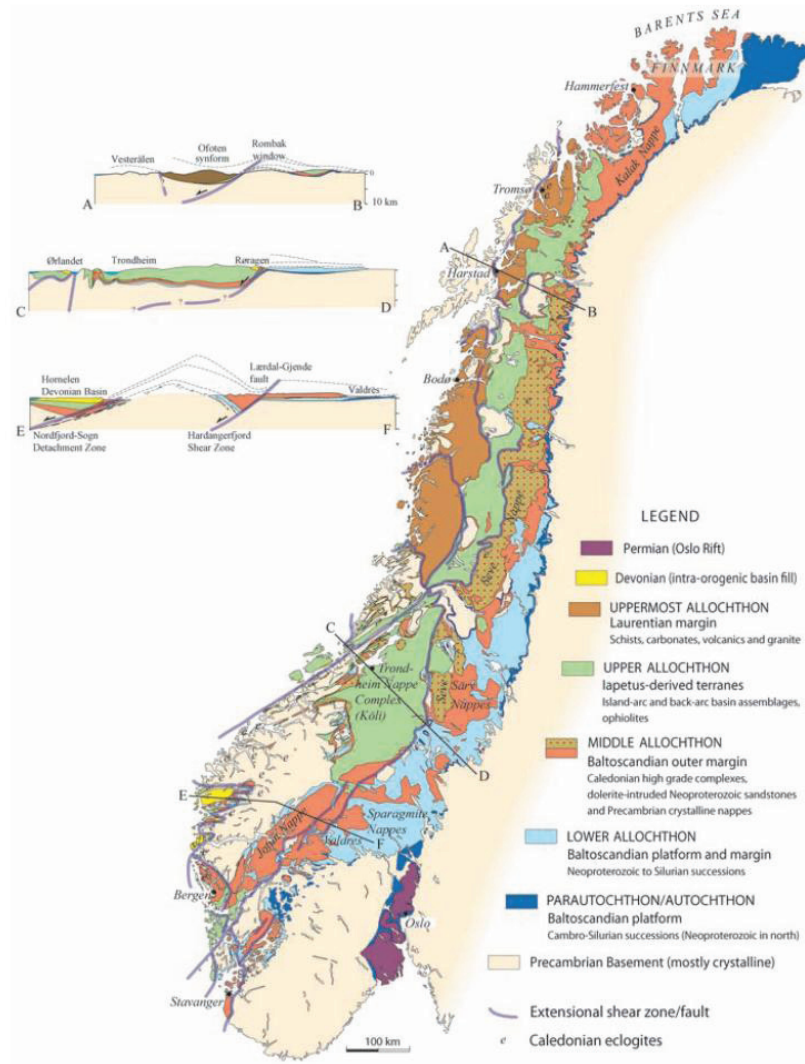 BARENTS SEA
FINNMARK
Hammerfest
Kalak Nappe
Tromsø
Vesterålen
Ofoten
synform
Rombak
window
0
A
B
10 km
Ørlandet
Trondheim
Røragen
?
?
?
C
D
Hornelen
Devonian Basin
Lærdal-Gjende
fault
Valdres
E
F
Nordfjord-Sogn
Detachment Zone
Hardangerfjord
Shear Zone
?
A
Harstad
B
Bodø
Seve
Nappe
C
Trond-
heim Nappe
Complex
(Köli)
Seve
Särv
Nappes
D
E
F
Jotun Nappe
Valdres
Sparagmite
Nappes
Bergen
Oslo
Stavanger
100 km
LEGEND
Permian (Oslo Rift)
Devonian (intra-orogenic basin fill)
UPPERMOST ALLOCHTHON
Laurentian margin
Schists, carbonates, volcanics and granite
UPPER ALLOCHTHON
Iapetus-derived terranes
Island-arc and back-arc basin assemblages,
ophiolites
MIDDLE ALLOCHTHON
Baltoscandian outer margin
Caledonian high grade complexes,
dolerite-intruded Neoproterozoic sandstones
and Precambrian crystalline nappes
LOWER ALLOCHTHON
Baltoscandian platform and margin
Neoproterozoic to Silurian successions
PARAUTOCHTHON/AUTOCHTHON
Baltoscandian platform
Cambro-Silurian successions (Neoproterozoic in north)
Precambrian Basement (mostly crystalline)
Extensional shear zone/fault
e Caledonian eclogites